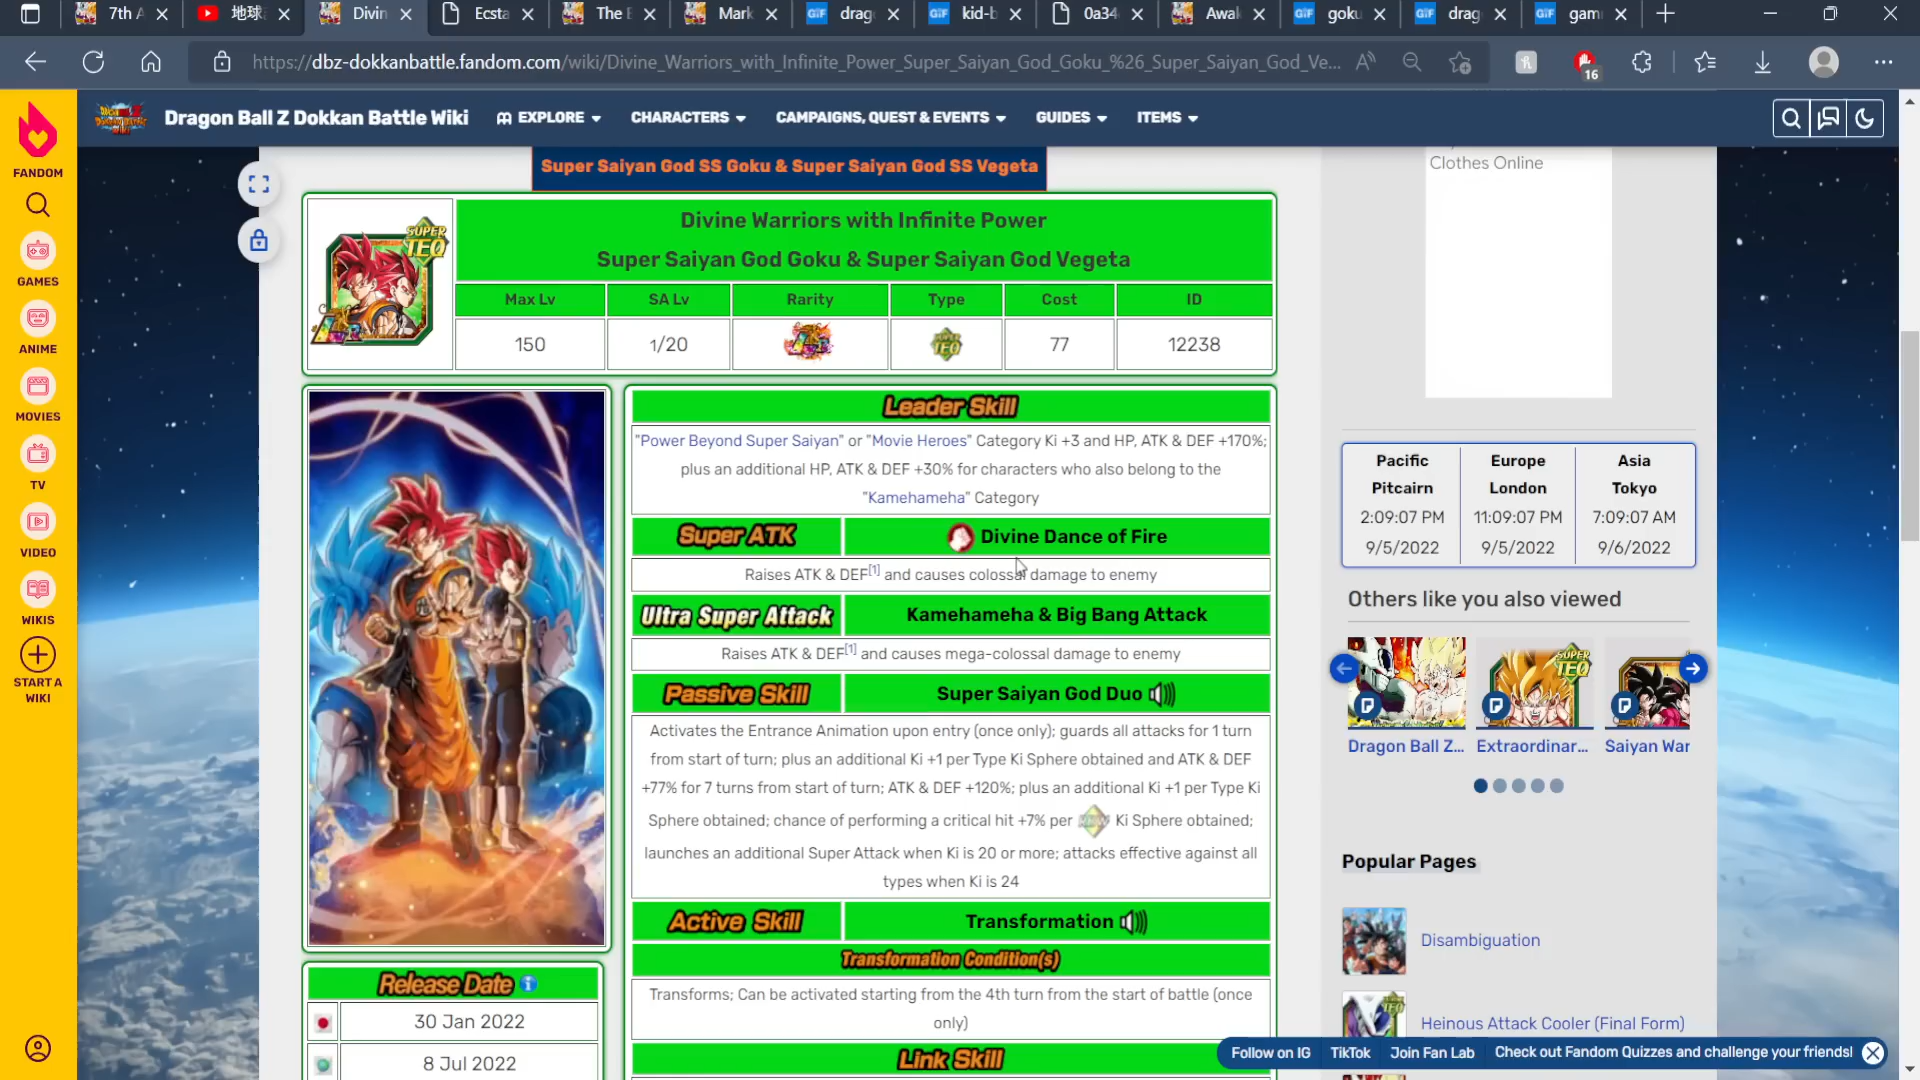 7th A
地球
Divin
Ecsta
The E
Mark
GIF drag
GIF kid-b
0a34
Awal
GIF goku
GIF drag
GIF gam
https://dbz-dokkanbattle.fandom.com/wiki/Divine_Warriors_with_Infinite_Power_Super_Saiyan_God_Goku_%26_Super_Saiyan_God_Ve...
16
Dragon Ball Z Dokkan Battle Wiki
EXPLORE
CHARACTERS
CAMPAIGNS, QUEST & EVENTS
GUIDES
ITEMS
FANDOM
GAMES
ANIME
MOVIES
TV
VIDEO
WIKIS
START A
WIKI
Super Saiyan God SS Goku & Super Saiyan God SS Vegeta
SUPER
TEQ
Divine Warriors with Infinite Power
Super Saiyan God Goku & Super Saiyan God Vegeta
Max Lv SA Lv Rarity Type Cost ID
150 1/20 LR SUPER TEQ 77 12238
Leader Skill
"Power Beyond Super Saiyan" or "Movie Heroes" Category Ki +3 and HP, ATK & DEF +170%;
plus an additional HP, ATK & DEF +30% for characters who also belong to the
"Kamehameha" Category
Super ATK Divine Dance of Fire
Raises ATK & DEF[1] and causes colossal damage to enemy
Ultra Super Attack Kamehameha & Big Bang Attack
Raises ATK & DEF[1] and causes mega-colossal damage to enemy
Passive Skill Super Saiyan God Duo
Activates the Entrance Animation upon entry (once only); guards all attacks for 1 turn
from start of turn; plus an additional Ki +1 per Type Ki Sphere obtained and ATK & DEF
+77% for 7 turns from start of turn; ATK & DEF +120%; plus an additional Ki +1 per Type Ki
Sphere obtained; chance of performing a critical hit +7% per Ki Sphere obtained;
launches an additional Super Attack when Ki is 20 or more; attacks effective against all
types when Ki is 24
Active Skill Transformation
Transformation Condition(s)
Transforms; Can be activated starting from the 4th turn from the start of battle (once
only)
Link Skill
Release Date i
30 Jan 2022
8 Jul 2022
Clothes Online
Pacific Europe Asia
Pitcairn London Tokyo
2:09:07 PM 11:09:07 PM 7:09:07 AM
9/5/2022 9/5/2022 9/6/2022
Others like you also viewed
SUPER
TEQ
Dragon Ball Z... Extraordinar... Saiyan War
Popular Pages
Disambiguation
Heinous Attack Cooler (Final Form)
Follow on IG TikTok Join Fan Lab Check out Fandom Quizzes and challenge your friends!